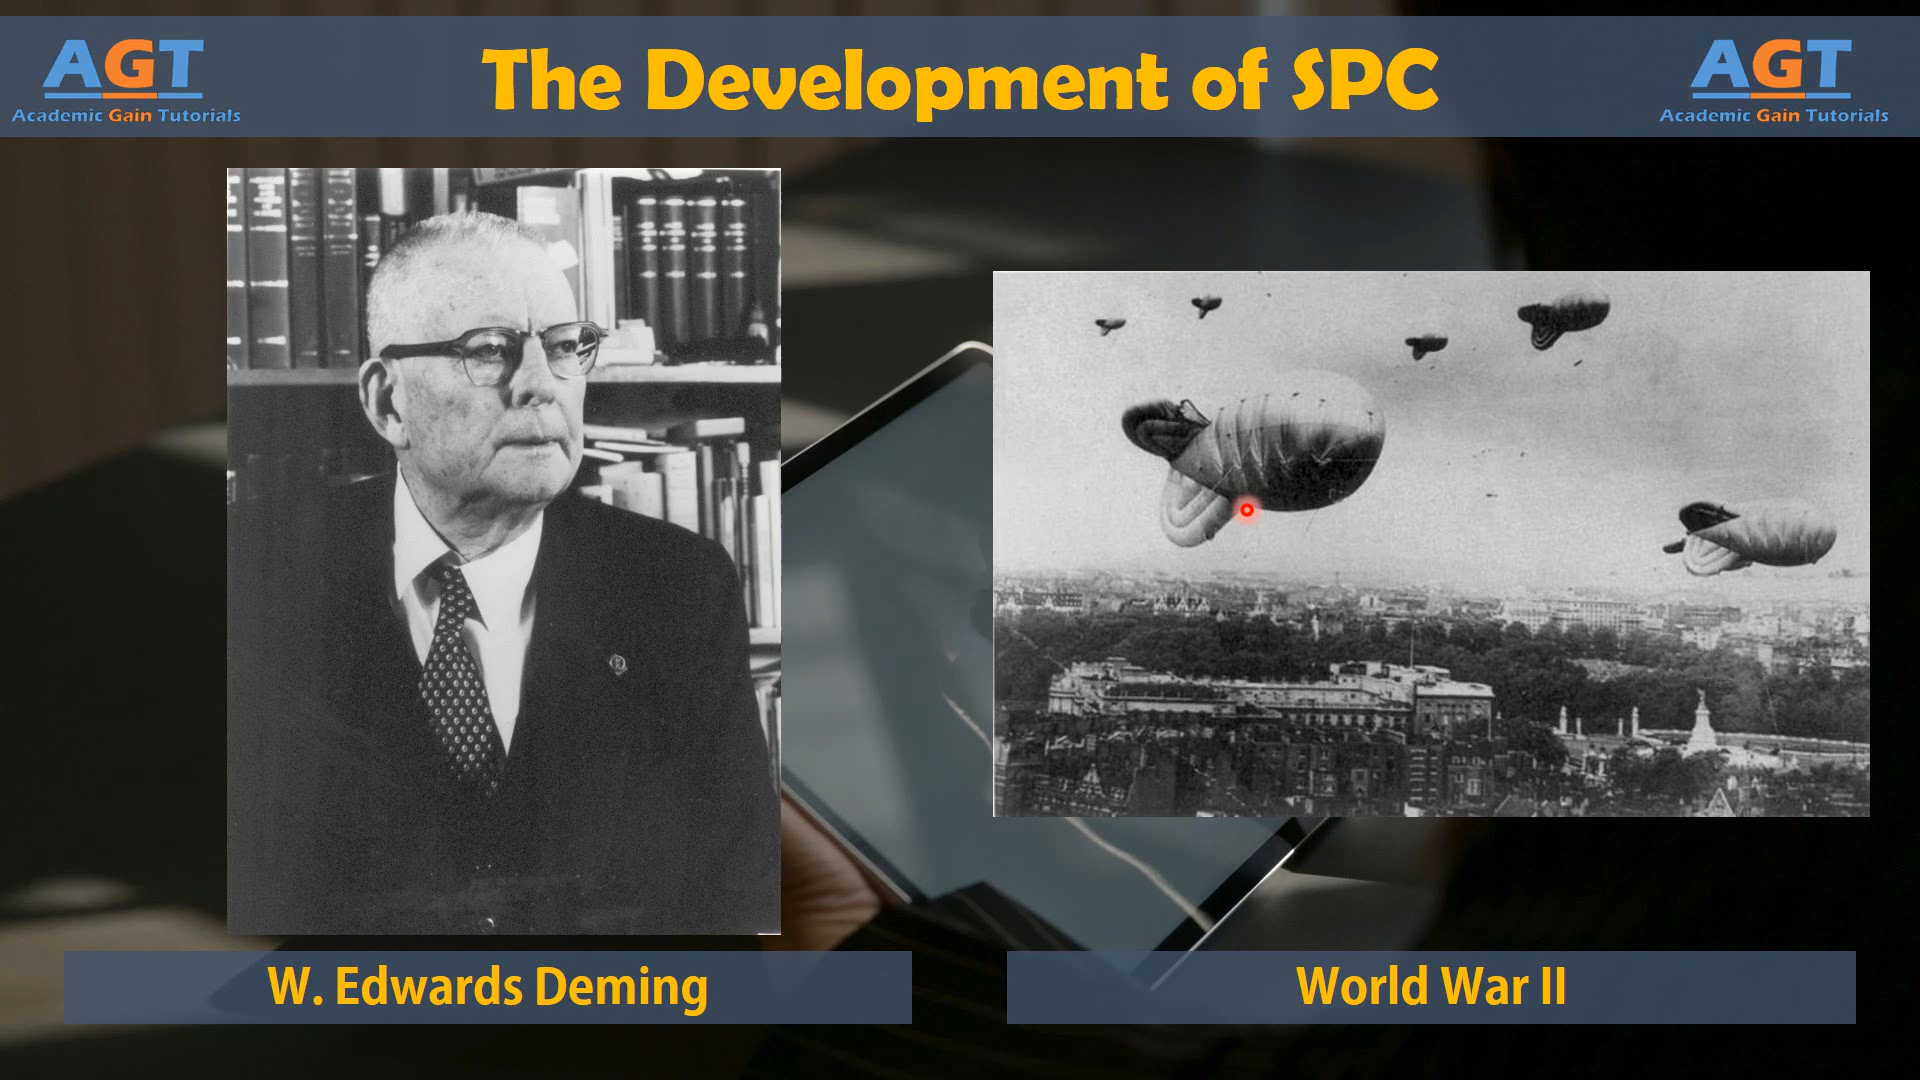 AGT
Academic Gain Tutorials
The Development of SPC
AGT
Academic Gain Tutorials
W. Edwards Deming
World War II